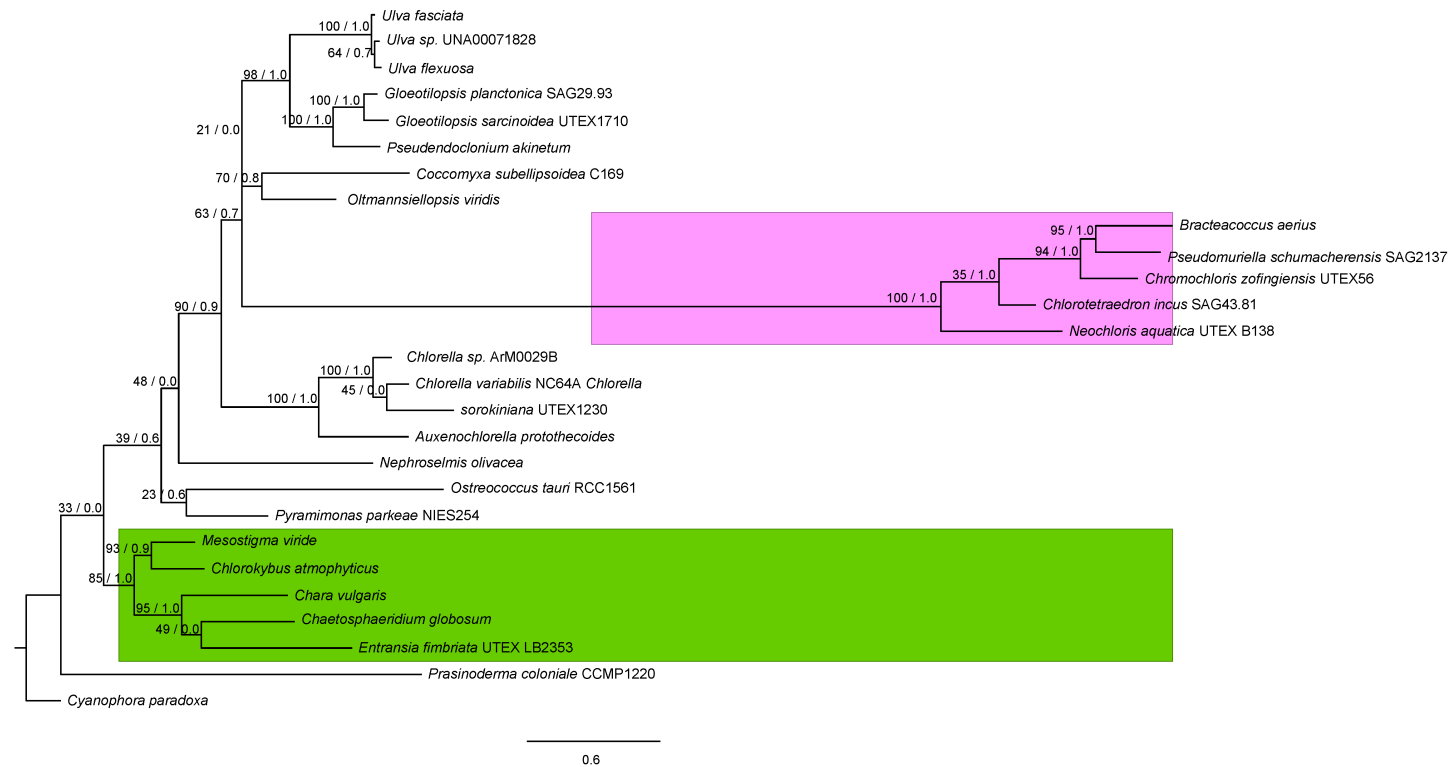 Ulva fasciata
100 / 1.0
Ulva sp. UNA00071828
64 / 0.7
Ulva flexuosa
98 / 1.0
Gloeotilopsis planctonica SAG29.93
100 / 1.0
Gloeotilopsis sarcinoidea UTEX1710
100 / 1.0
21 / 0.0
Pseudendoclonium akinetum
Coccomyxa subellipsoidea C169
70 / 0.8
Oltmannsiellopsis viridis
63 / 0.7
Bracteacoccus aerius
95 / 1.0
94 / 1.0
Pseudomuriella schumacherensis SAG2137
35 / 1.0
Chromochloris zofingiensis UTEX56
100 / 1.0
Chlorotetraedron incus SAG43.81
90 / 0.9
Neochloris aquatica UTEX B138
Chlorella sp. ArM0029B
100 / 1.0
48 / 0.0
Chlorella variabilis NC64A Chlorella
45 / 0.0
100 / 1.0
sorokiniana UTEX1230
39 / 0.6
Auxenochlorella protothecoides
Nephroselmis olivacea
Ostreococcus tauri RCC1561
23 / 0.6
33 / 0.0
Pyramimonas parkeae NIES254
Mesostigma viride
93 / 0.9
Chlorokybus atmophyticus
85 / 1.0
Chara vulgaris
95 / 1.0
Chaetosphaeridium globosum
49 / 0.0
Entransia fimbriata UTEX LB2353
Prasinoderma coloniale CCMP1220
Cyanophora paradoxa
0.6